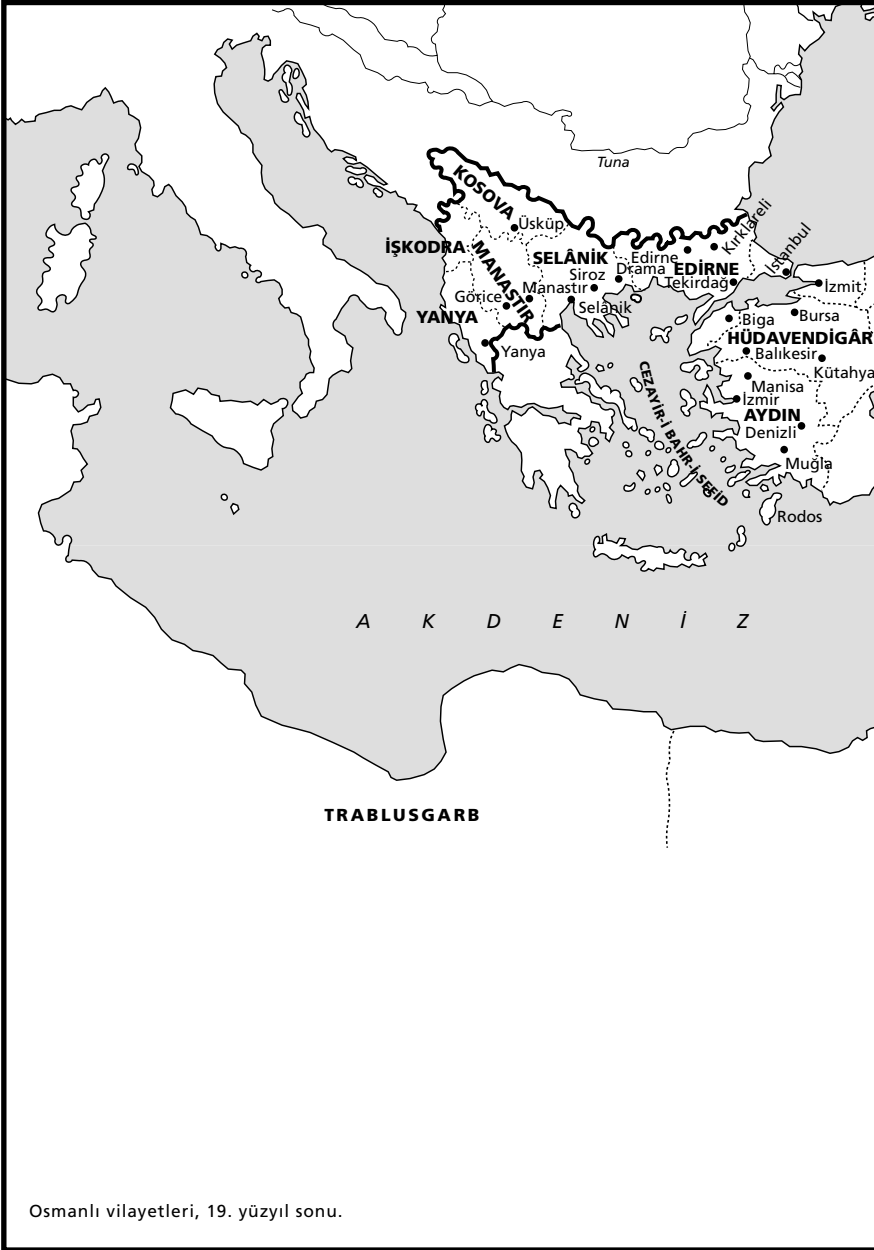 Tuna
KOSOVA
Üsküp
Kırklareli
İstanbul
İŞKODRA
MANASTIR
SELÂNİK
Edirne
EDİRNE
Siroz
Drama
Tekirdağ
İzmit
Görice
Manastır
Selânik
YANYA
Biga
Bursa
HÜDAVENDİGÂR
Yanya
Balıkesir
Kütahya
CEZAYİR-İ BAHR-İ SEFİD
Manisa
İzmir
AYDIN
Denizli
Muğla
Rodos
AKDENİZ
TRABLUSGARB
Osmanlı vilayetleri, 19. yüzyıl sonu.